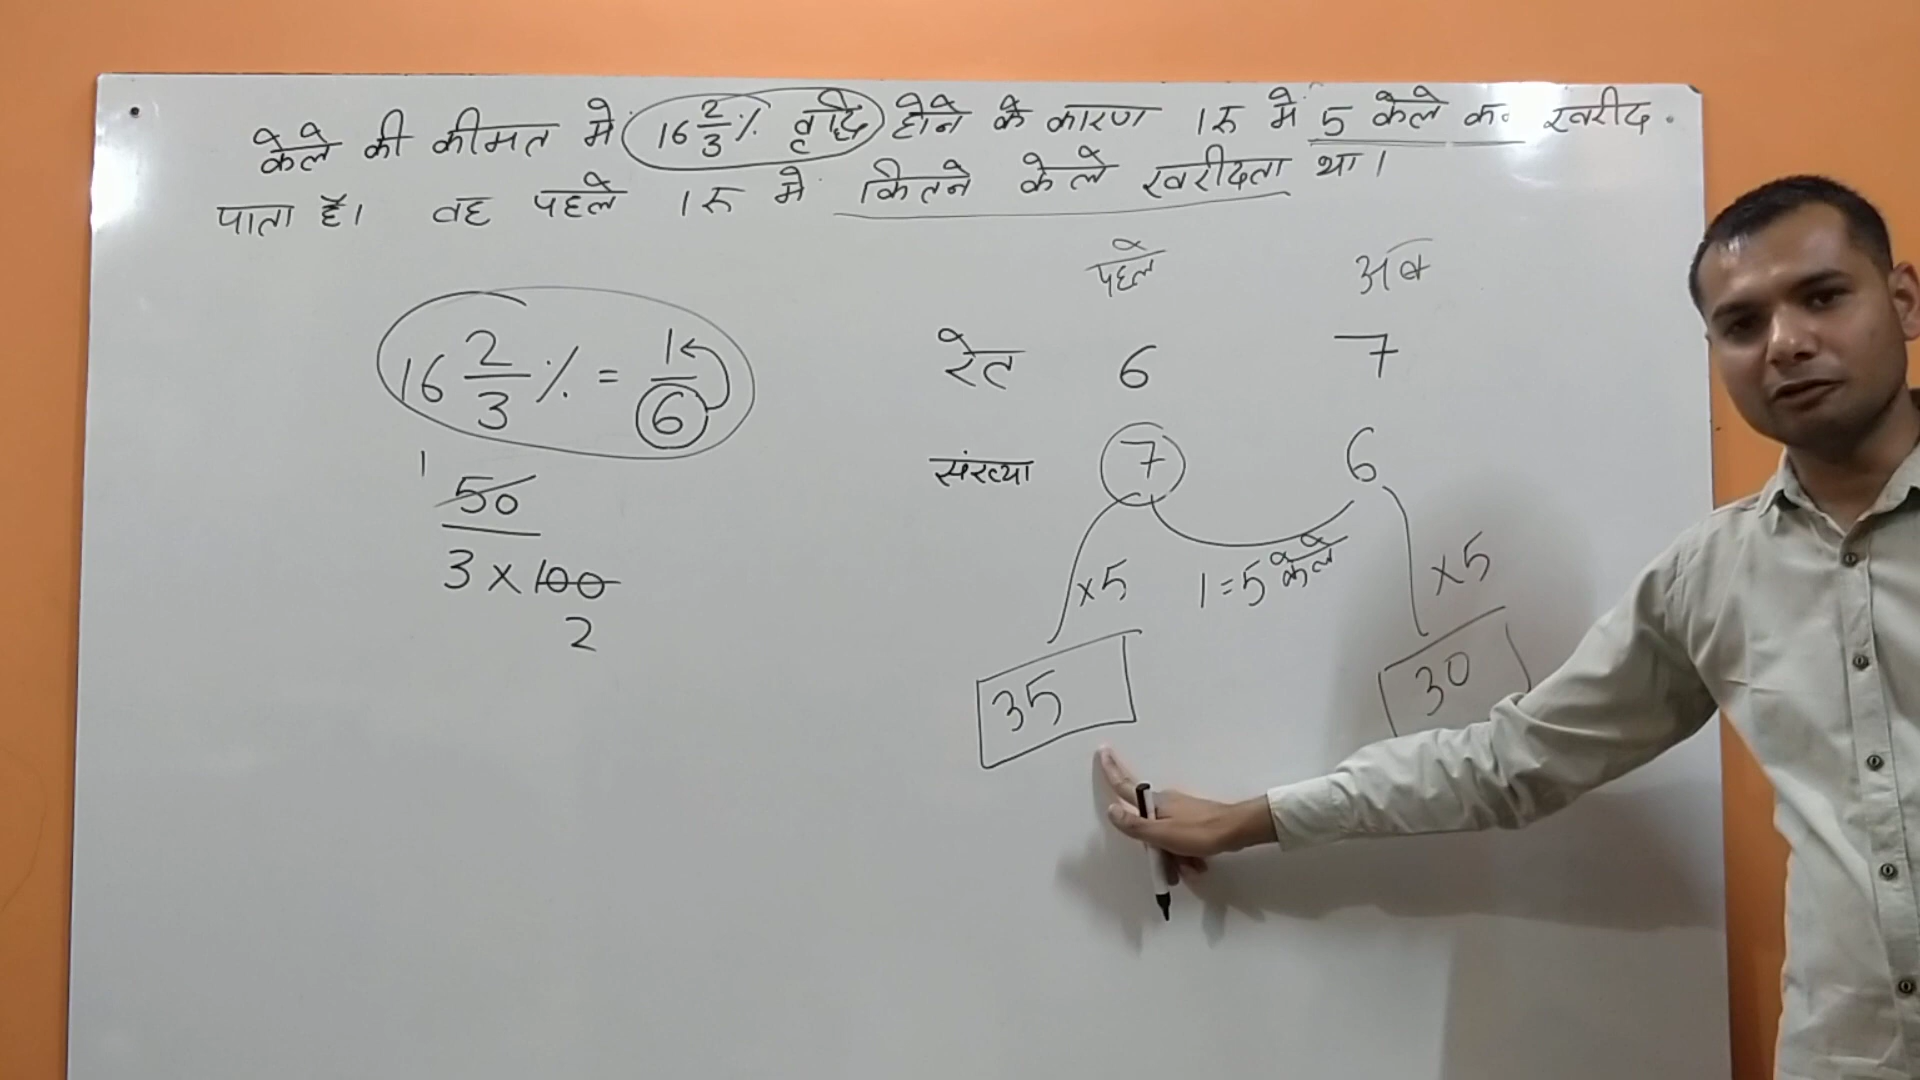 केले की कीमत में 16 2/3 % वृद्धि होने के कारण 1रु में 5 केले कम खरीद
पाता है। वह पहले 1रु में कितने केले खरीदता था।
पहले अब
16 2/3 % = 1/6
रेट 6 7
संख्या 7 6
1
50
3 × 100
2
×5 1 = 5 केले ×5
35 30